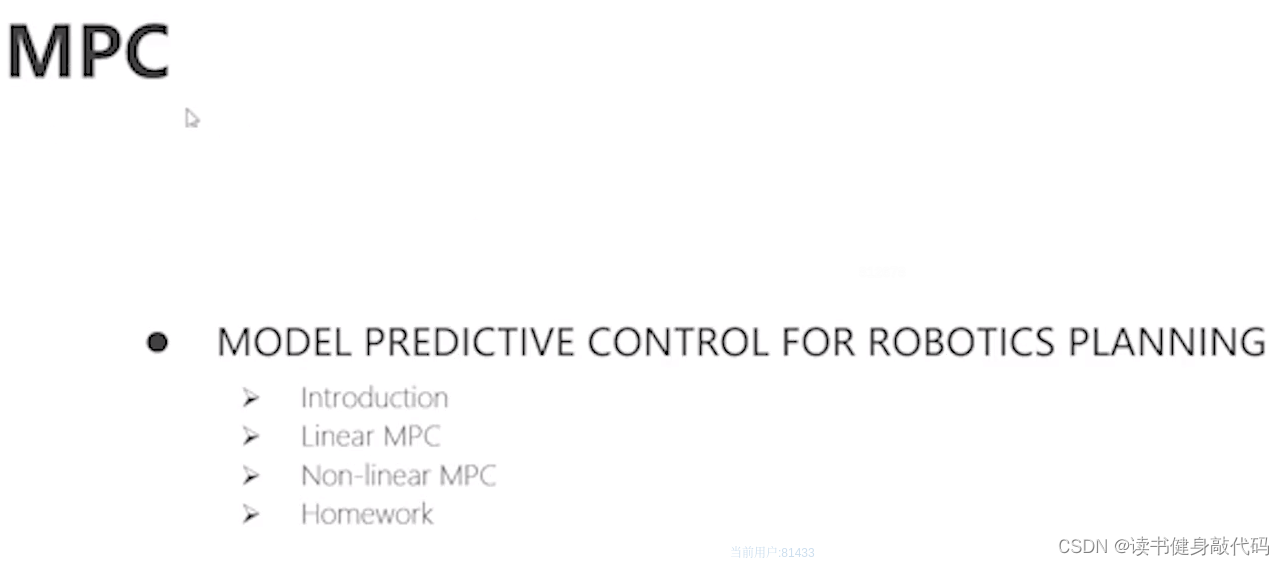 MPC
MODEL PREDICTIVE CONTROL FOR ROBOTICS PLANNING
Introduction
Linear MPC
Non-linear MPC
Homework
当前用户:81433
CSDN @读书健身敲代码